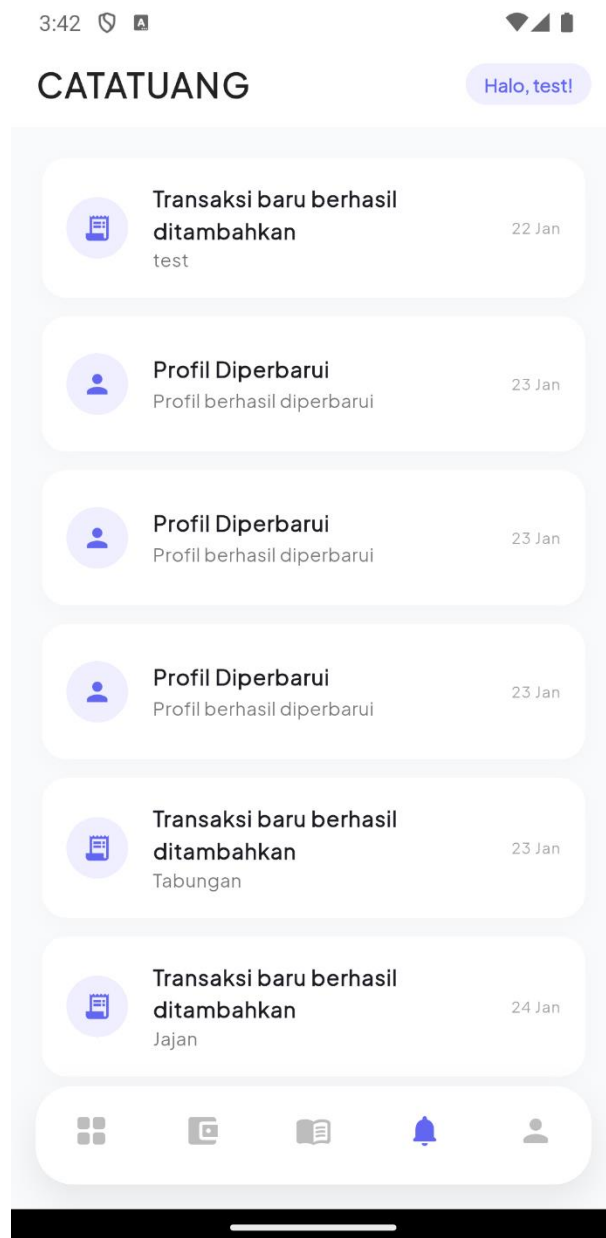 3:42
A
CATATUANG
Halo, test!
Transaksi baru berhasil
ditambahkan
test
22 Jan
Profil Diperbarui
Profil berhasil diperbarui
23 Jan
Profil Diperbarui
Profil berhasil diperbarui
23 Jan
Profil Diperbarui
Profil berhasil diperbarui
23 Jan
Transaksi baru berhasil
ditambahkan
Tabungan
23 Jan
Transaksi baru berhasil
ditambahkan
Jajan
24 Jan